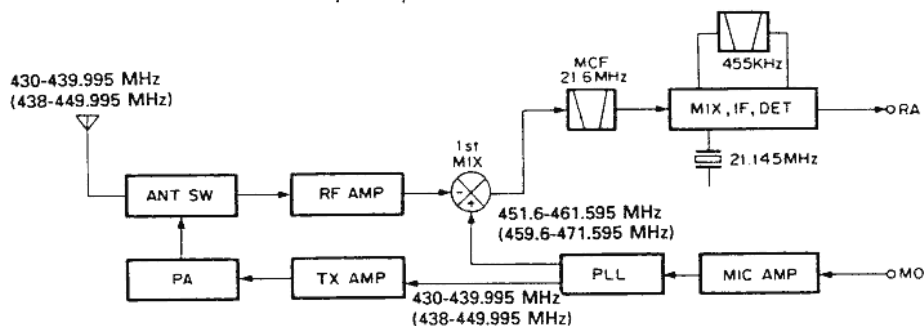 430-439.995 MHz
(438-449.995 MHz)
MCF
21.6MHz
455KHz
MIX, IF, DET
RA
21.145MHz
1st
MIX
-
+
ANT SW
RF AMP
451.6-461.595 MHz
(459.6-471.595 MHz)
PA
TX AMP
PLL
MIC AMP
MO
430-439.995 MHz
(438-449.995 MHz)